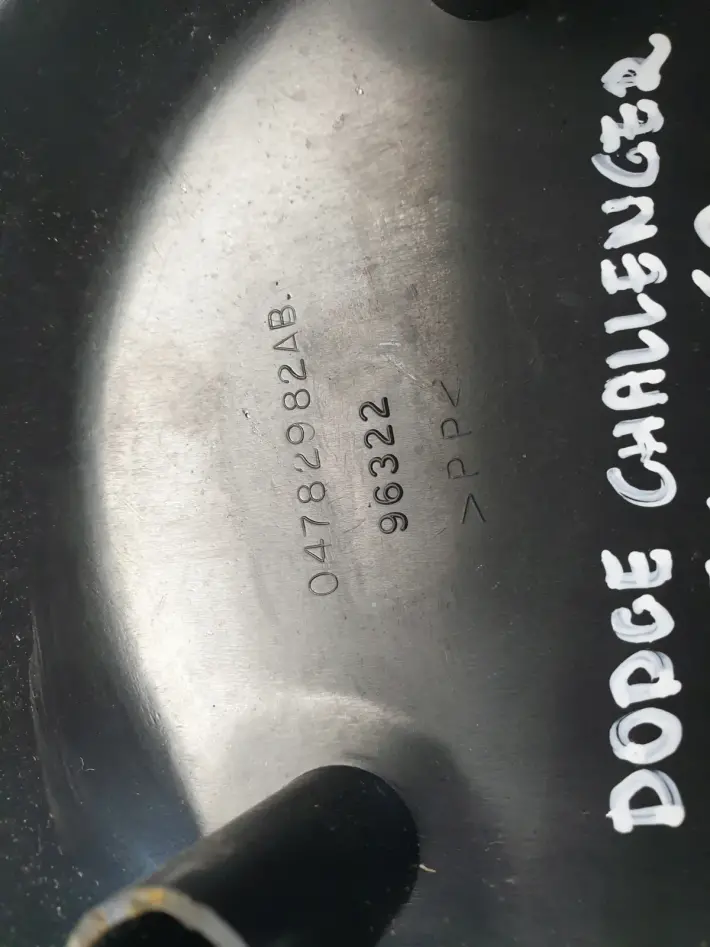 04782982AB.
96322
>PP<
DODGE CHALLENGER